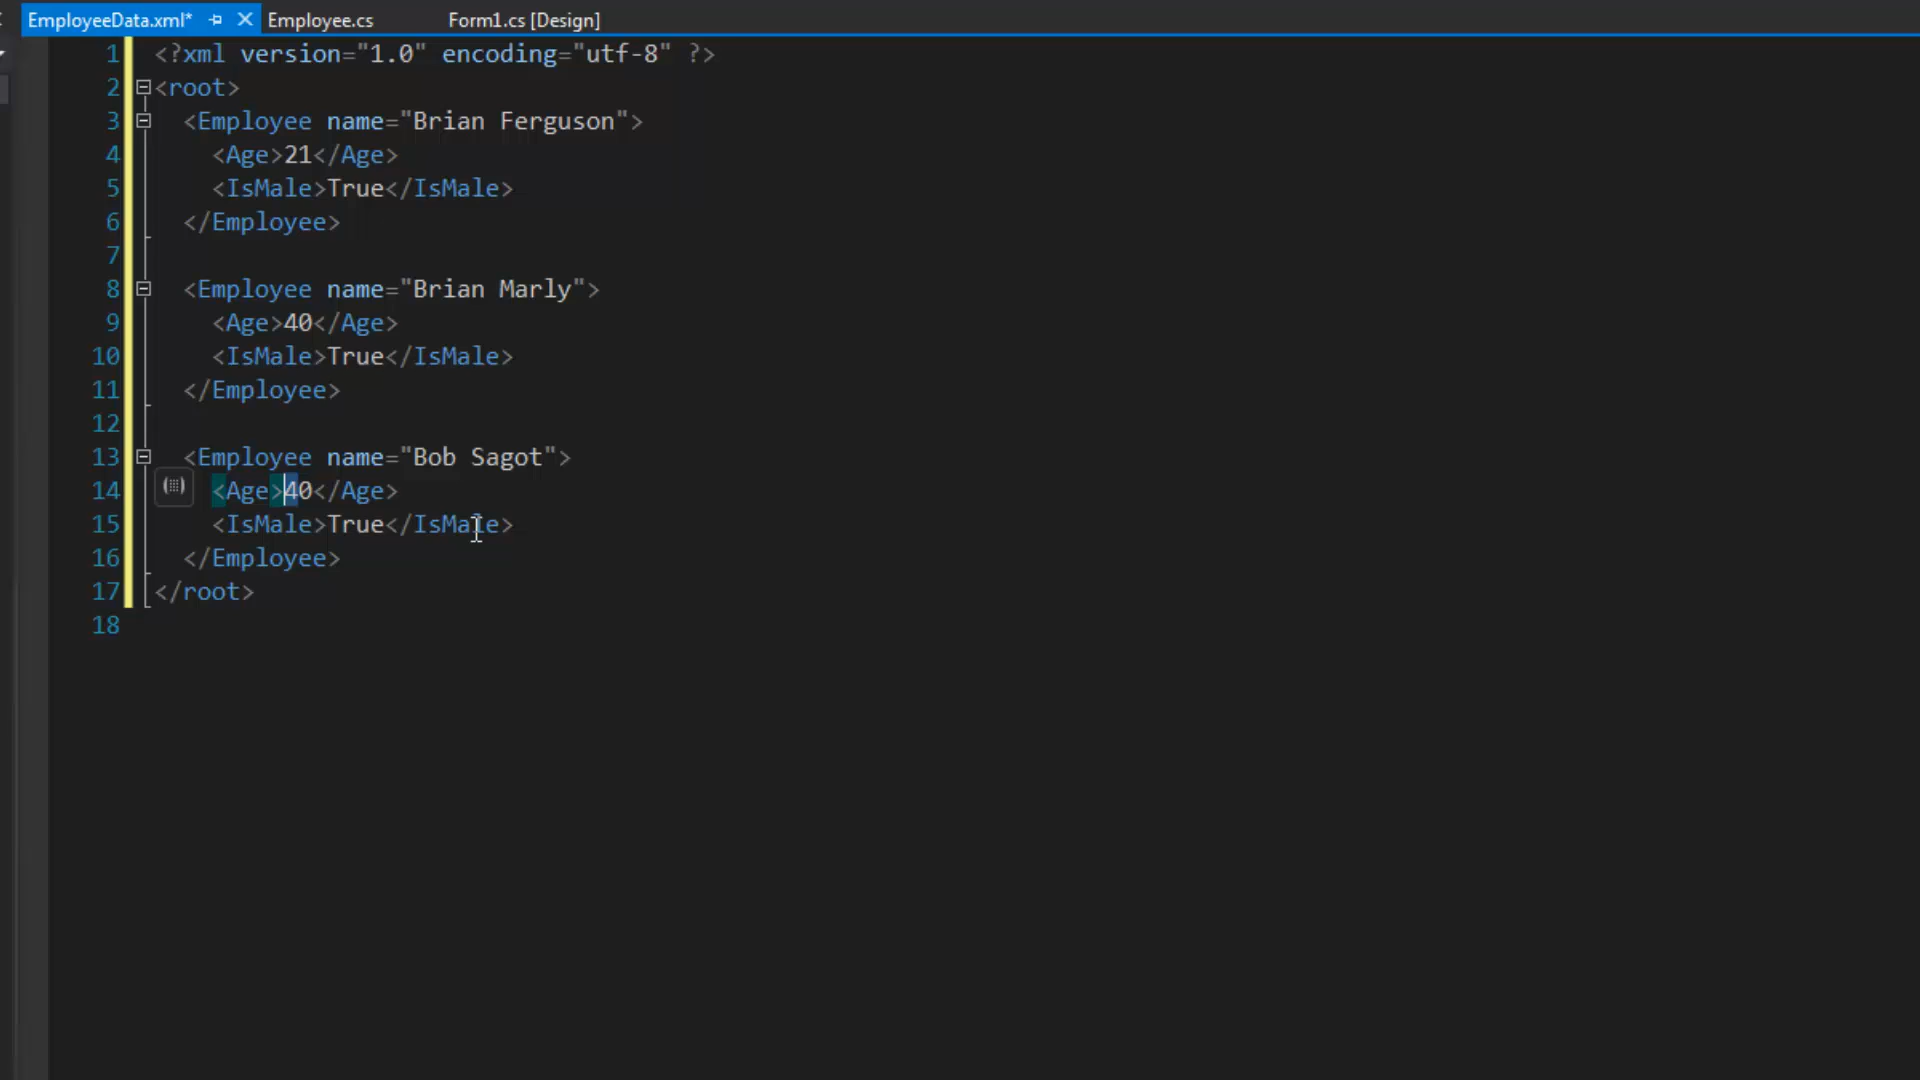 EmployeeData.xml* Employee.cs Form1.cs [Design]
1 <?xml version="1.0" encoding="utf-8" ?>
2 <root>
3 <Employee name="Brian Ferguson">
4 <Age>21</Age>
5 <IsMale>True</IsMale>
6 </Employee>
7
8 <Employee name="Brian Marly">
9 <Age>40</Age>
10 <IsMale>True</IsMale>
11 </Employee>
12
13 <Employee name="Bob Sagot">
14 <Age>40</Age>
15 <IsMale>True</IsMale>
16 </Employee>
17 </root>
18